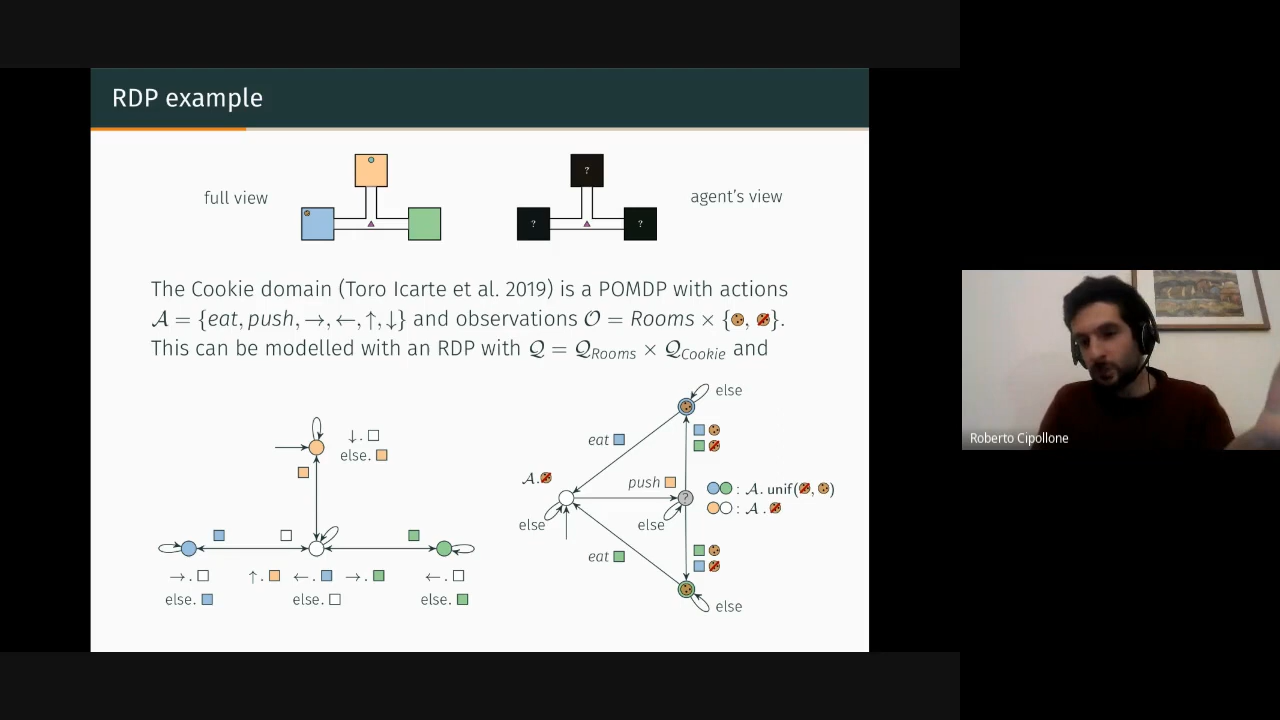 RDP example
full view
?
agent's view
?
?
The Cookie domain (Toro Icarte et al. 2019) is a POMDP with actions
𝒜 = {eat, push, →, ←, ↑, ↓} and observations 𝒪 = Rooms × { , }.
This can be modelled with an RDP with 𝒬 = 𝒬Rooms × 𝒬Cookie and
else
↓.
else.
eat
𝒜.
push
?
: 𝒜. unif( , )
: 𝒜.
else
else
eat
→.
↑.
←.
→.
←.
else.
else.
else.
else
Roberto Cipollone